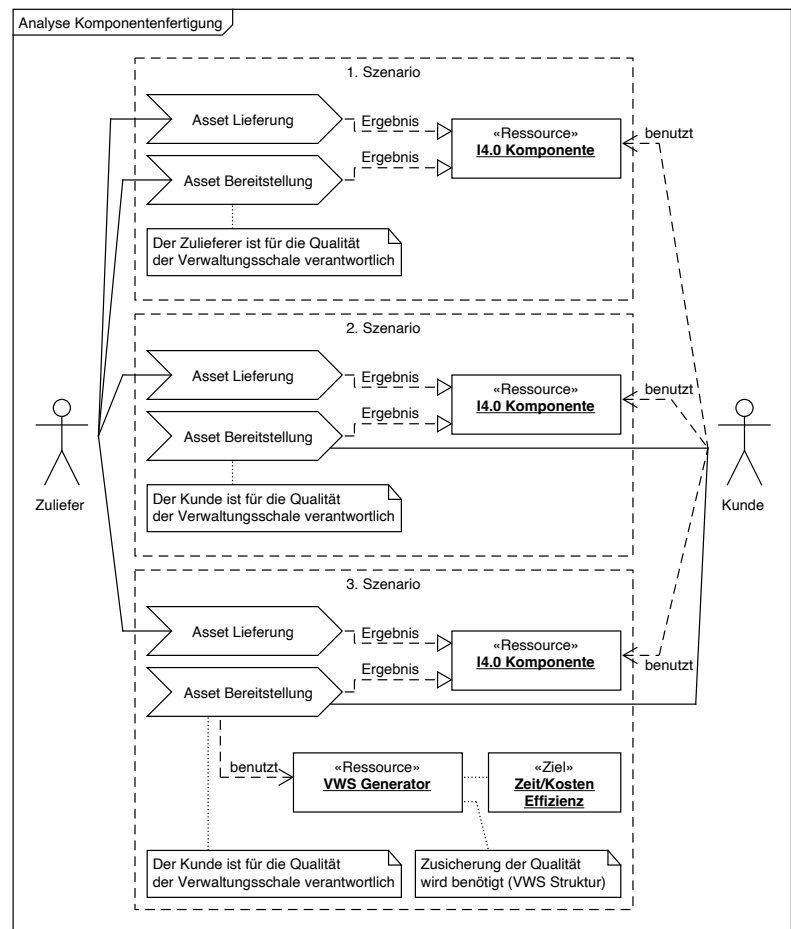 Analyse Komponentenfertigung
1. Szenario
Asset Lieferung
Ergebnis
«Ressource»
I4.0 Komponente
benutzt
Asset Bereitstellung
Ergebnis
Der Zulieferer ist für die Qualität
der Verwaltungsschale verantwortlich
2. Szenario
Asset Lieferung
Ergebnis
«Ressource»
I4.0 Komponente
benutzt
Asset Bereitstellung
Ergebnis
Der Kunde ist für die Qualität
der Verwaltungsschale verantwortlich
Zuliefer
Kunde
3. Szenario
Asset Lieferung
Ergebnis
«Ressource»
I4.0 Komponente
benutzt
Asset Bereitstellung
Ergebnis
benutzt
«Ressource»
VWS Generator
«Ziel»
Zeit/Kosten
Effizienz
Der Kunde ist für die Qualität
der Verwaltungsschale verantwortlich
Zusicherung der Qualität
wird benötigt (VWS Struktur)